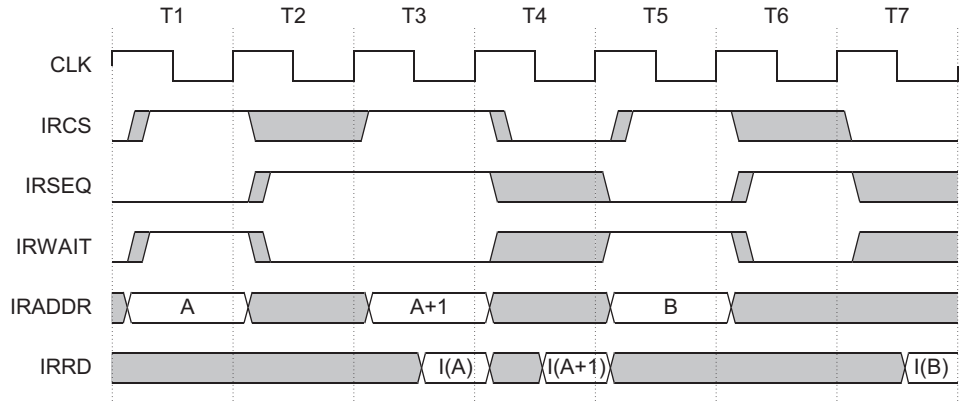 T1 T2 T3 T4 T5 T6 T7
CLK
IRCS
IRSEQ
IRWAIT
IRADDR A A+1 B
IRRD I(A) I(A+1) I(B)